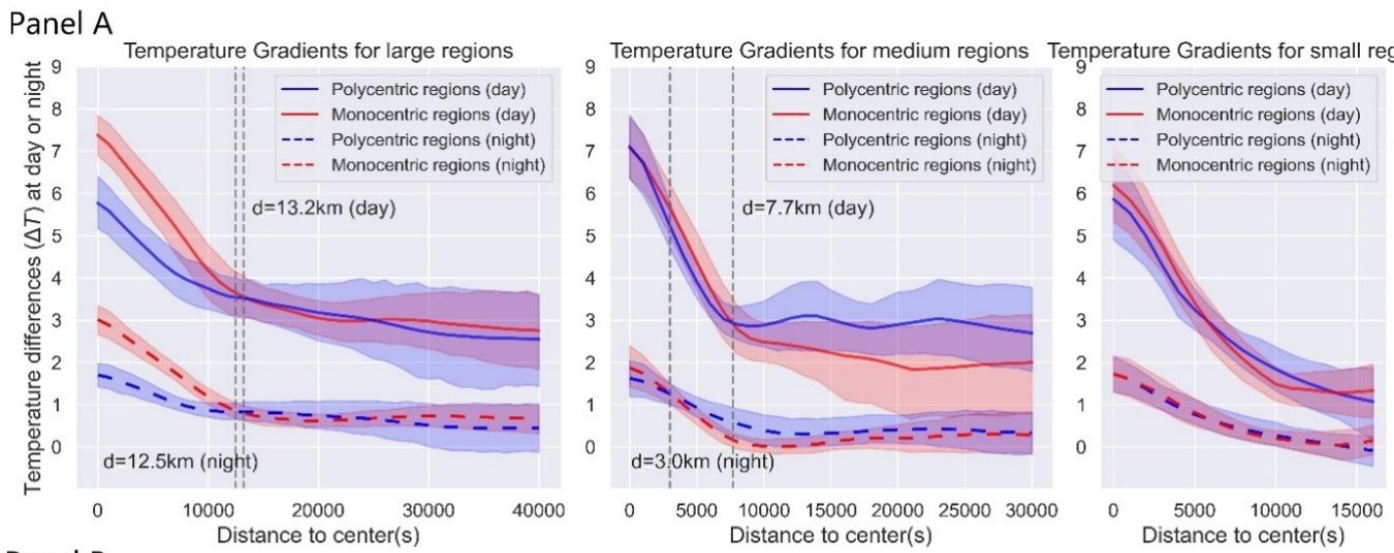 Panel A
Temperature Gradients for large regions
Temperature differences (ΔT) at day or night
9
8
7
6
5
4
3
2
1
0
Polycentric regions (day)
Monocentric regions (day)
Polycentric regions (night)
Monocentric regions (night)
d=13.2km (day)
d=12.5km (night)
0 10000 20000 30000 40000
Distance to center(s)
Temperature Gradients for medium regions
9
8
7
6
5
4
3
2
1
0
Polycentric regions (day)
Monocentric regions (day)
Polycentric regions (night)
Monocentric regions (night)
d=7.7km (day)
d=3.0km (night)
0 5000 10000 15000 20000 25000 30000
Distance to center(s)
Temperature Gradients for small reg
9
8
7
6
5
4
3
2
1
0
Polycentric regions (day)
Monocentric regions (day)
Polycentric regions (night)
Monocentric regions (night)
0 5000 10000 15000
Distance to center(s)